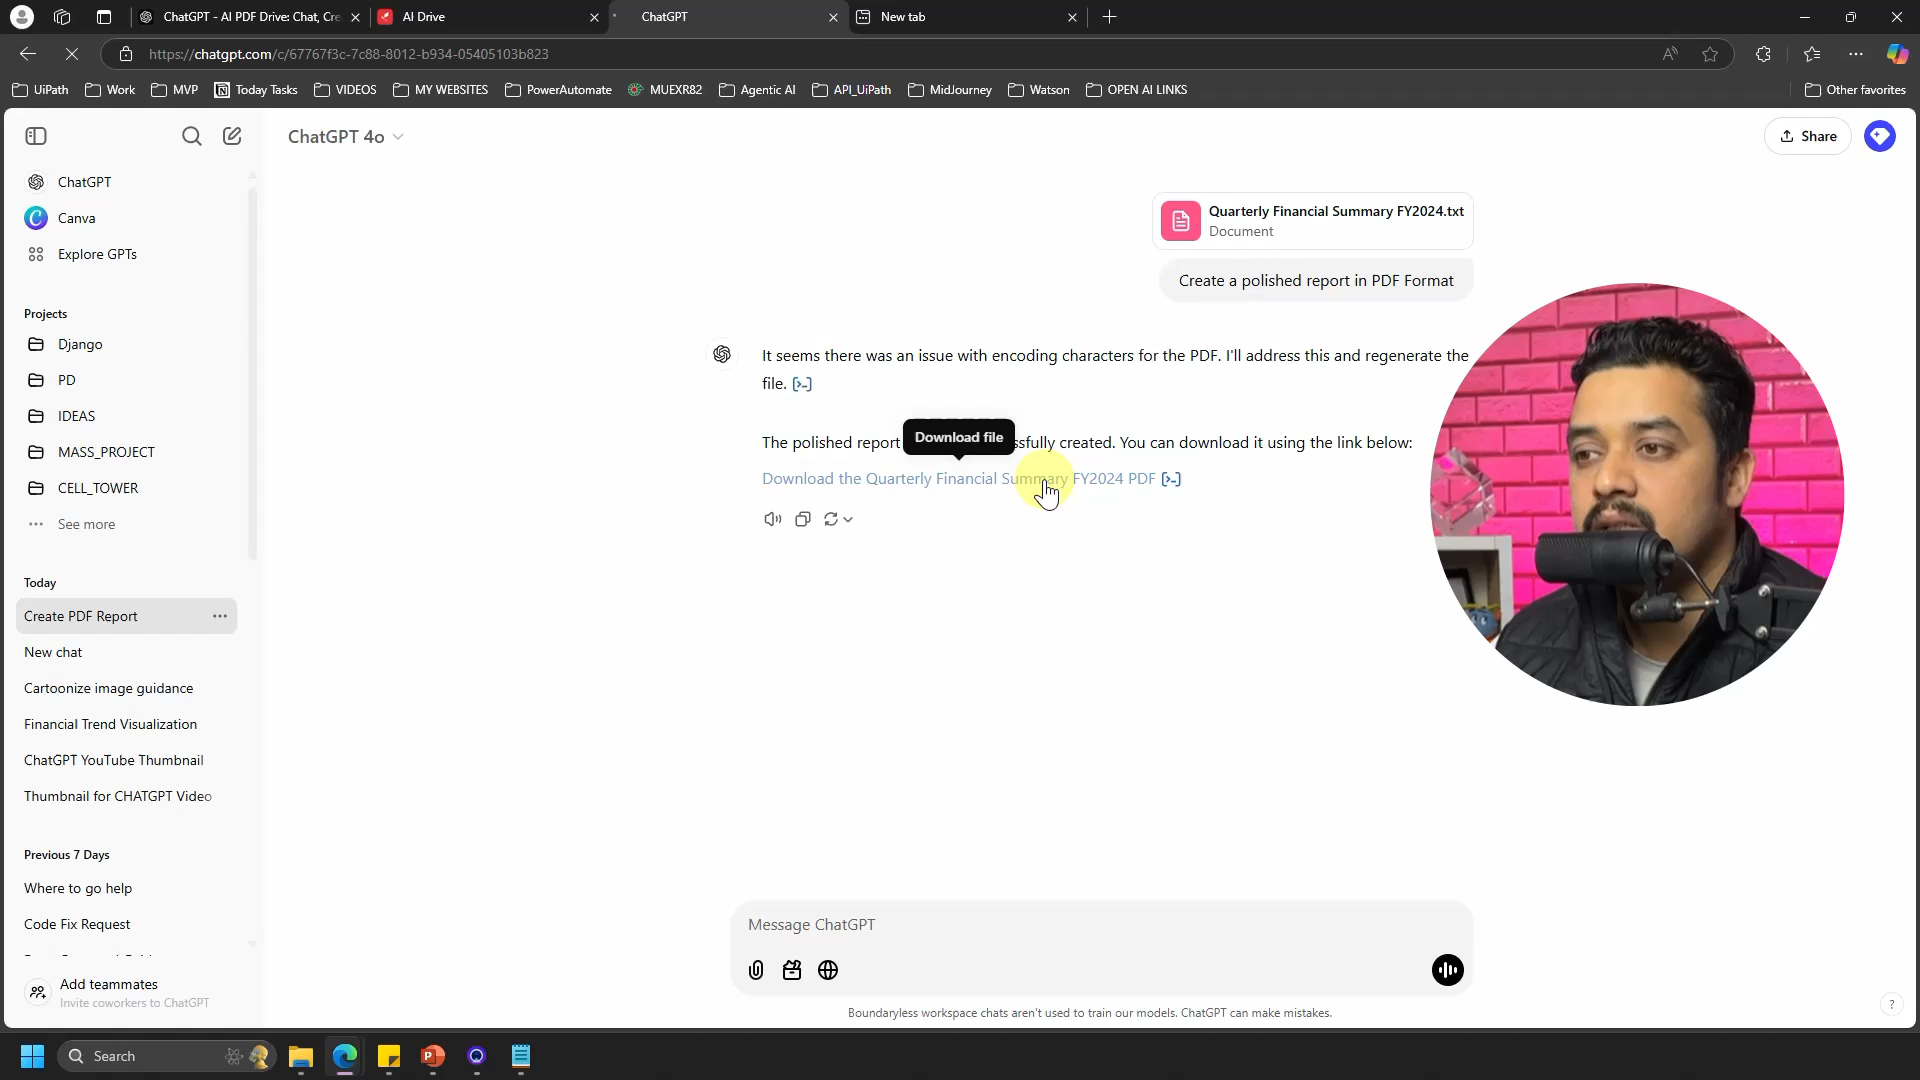 ChatGPT - AI PDF Drive: Chat, Cre
AI Drive
ChatGPT
New tab
https://chatgpt.com/c/67767f3c-7c88-8012-b934-05405103b823
UiPath
Work
MVP
Today Tasks
VIDEOS
MY WEBSITES
PowerAutomate
MUEXR82
Agentic AI
API_UiPath
MidJourney
Watson
OPEN AI LINKS
Other favorites
ChatGPT 4o
Share
ChatGPT
Canva
Explore GPTs
Projects
Django
PD
IDEAS
MASS_PROJECT
CELL_TOWER
See more
Today
Create PDF Report
New chat
Cartoonize image guidance
Financial Trend Visualization
ChatGPT YouTube Thumbnail
Thumbnail for CHATGPT Video
Previous 7 Days
Where to go help
Code Fix Request
Add teammates
Invite coworkers to ChatGPT
Quarterly Financial Summary FY2024.txt
Document
Create a polished report in PDF Format
It seems there was an issue with encoding characters for the PDF. I'll address this and regenerate the
file.
Download file
The polished report ssfully created. You can download it using the link below:
Download the Quarterly Financial Summary FY2024 PDF
Message ChatGPT
Boundaryless workspace chats aren't used to train our models. ChatGPT can make mistakes.
?
Search